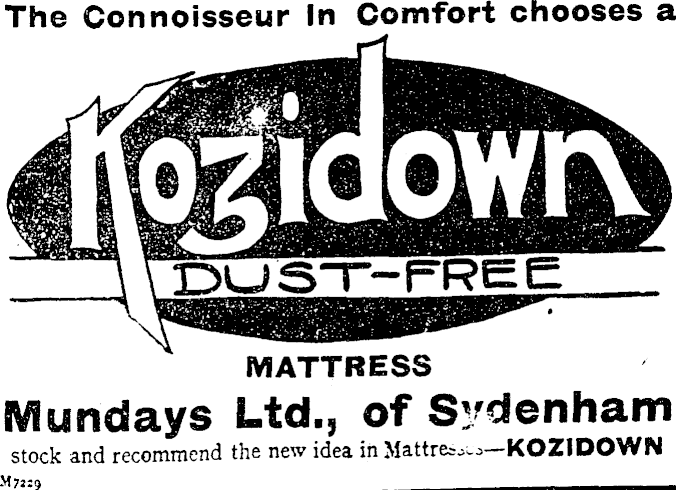 The Connoisseur In Comfort chooses a
Kozidown
DUST-FREE
MATTRESS
Mundays Ltd., of Sydenham
stock and recommend the new idea in Mattresses—KOZIDOWN
M7229